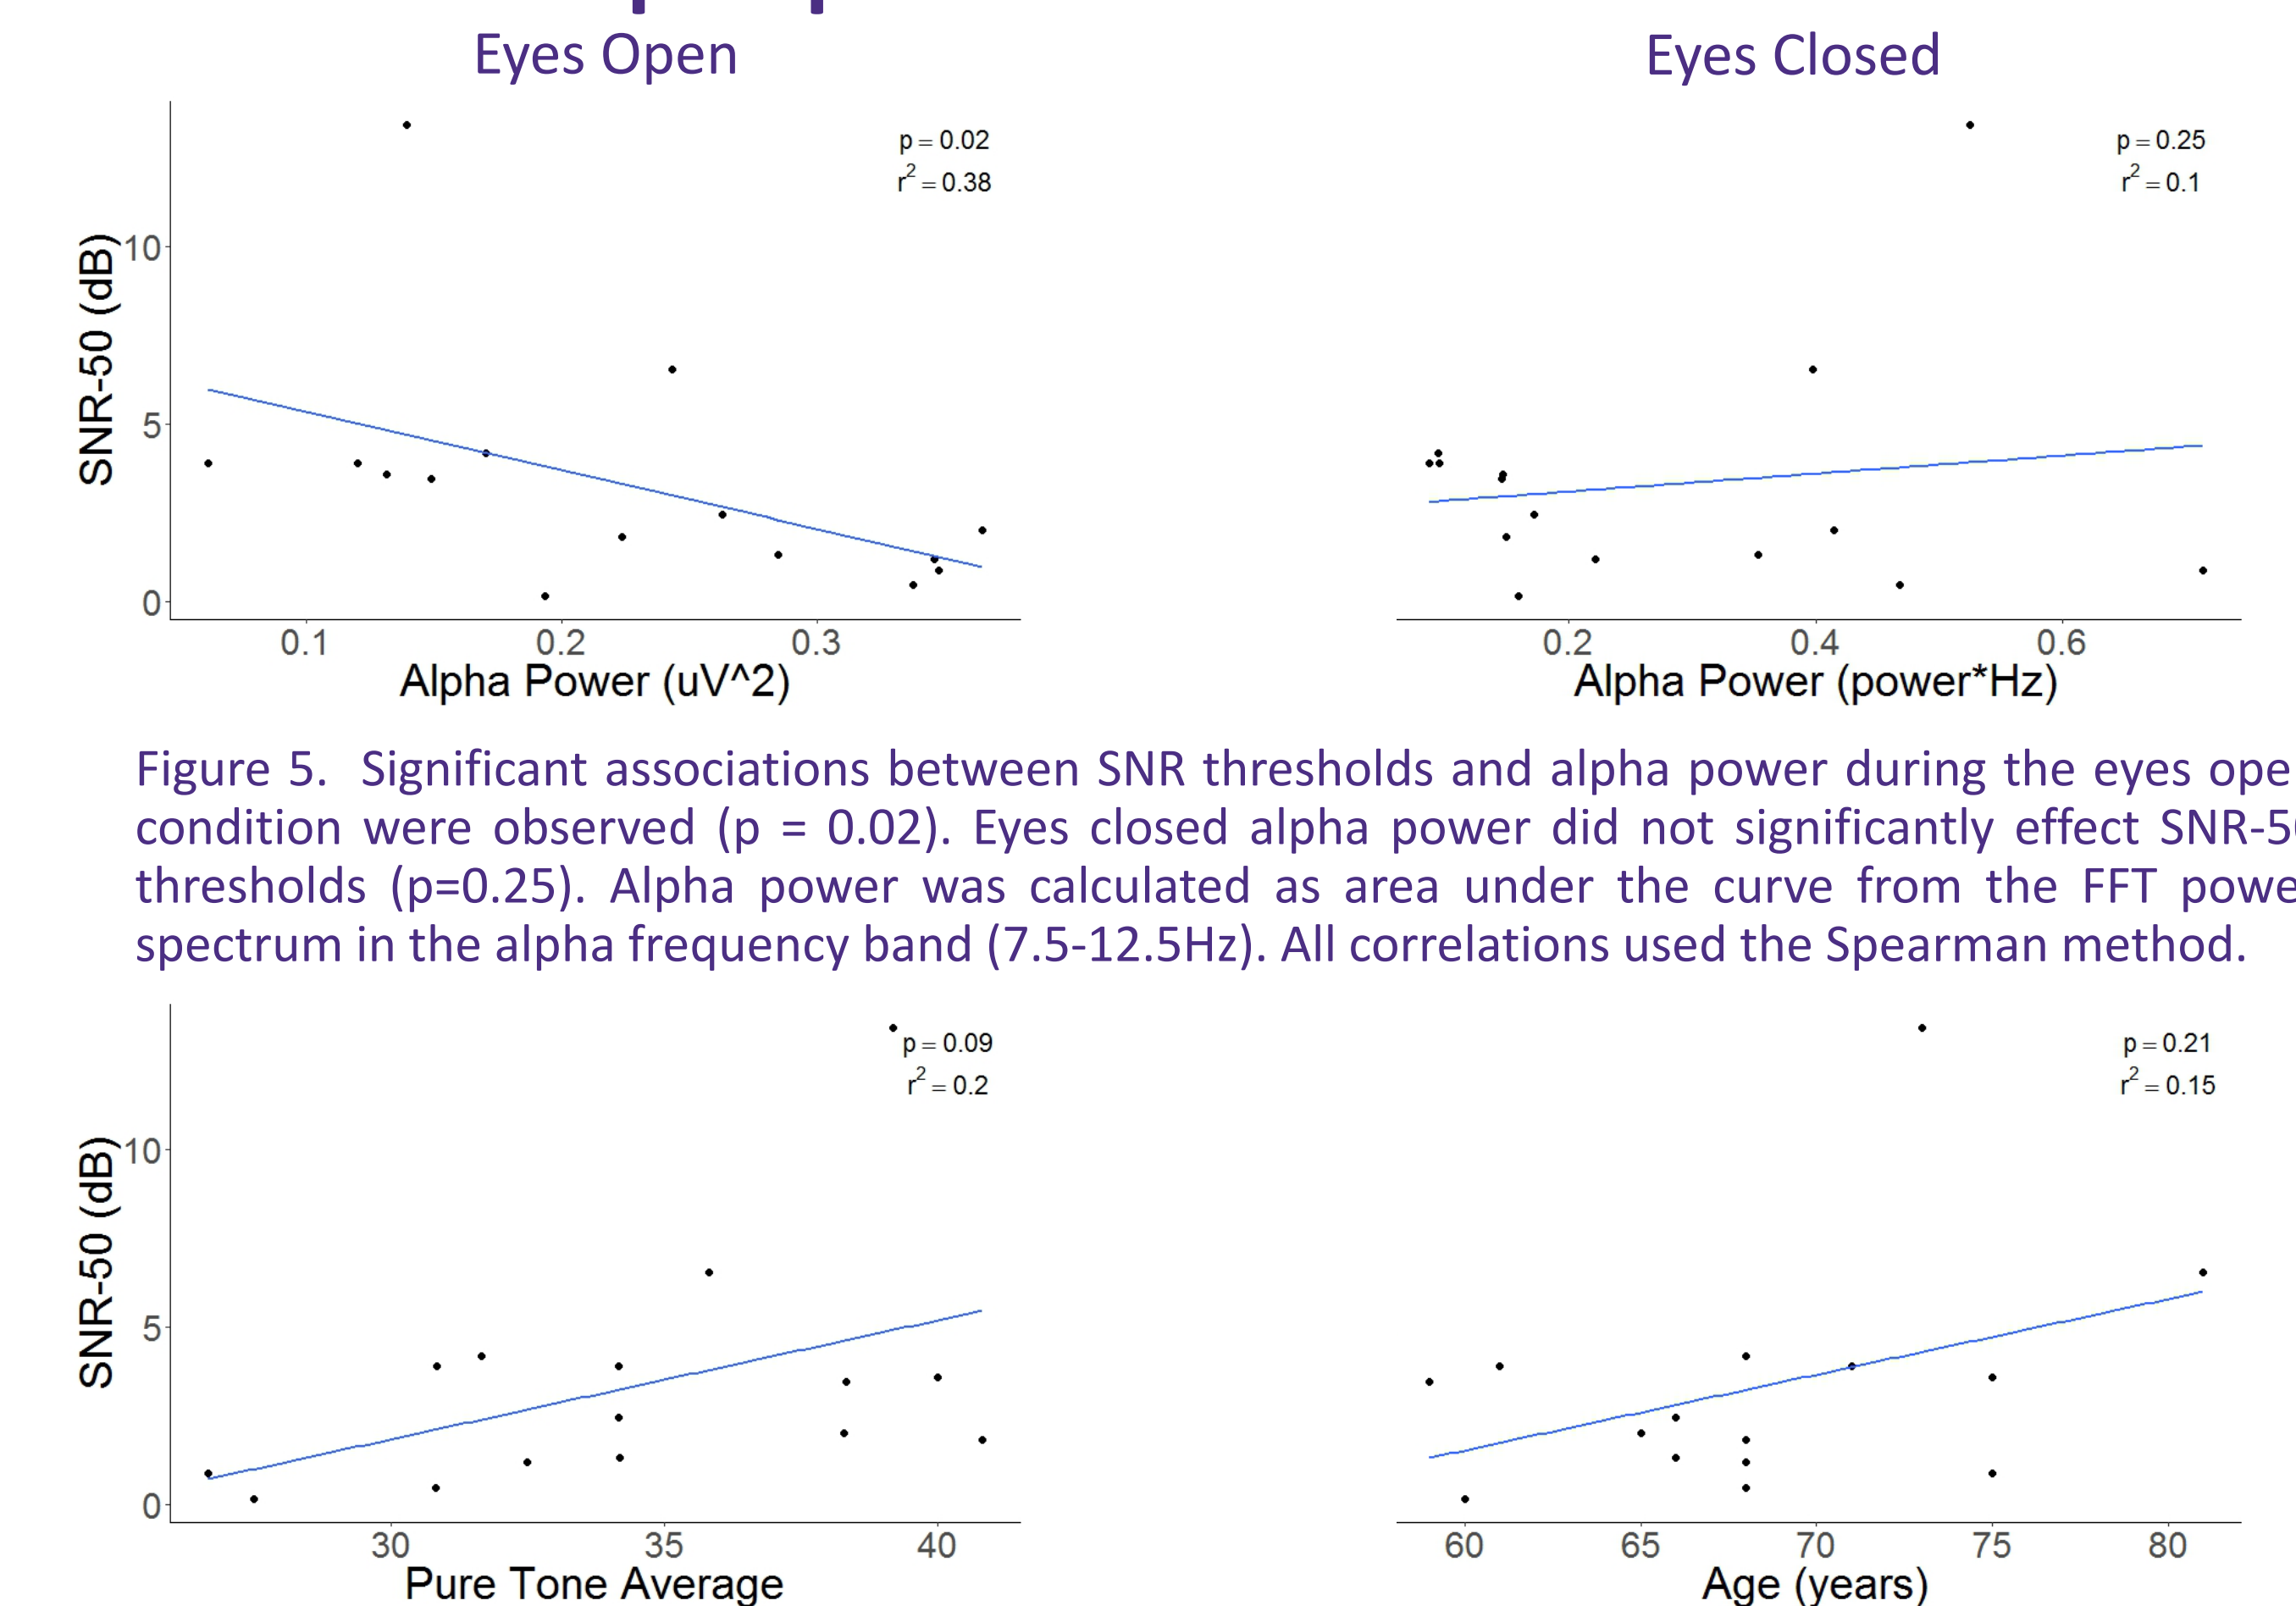 Eyes Open
Eyes Closed
p = 0.02
r² = 0.38
p = 0.25
r² = 0.1
SNR-50 (dB)
10
5
0
0.1 0.2 0.3
0.2 0.4 0.6
Alpha Power (uV^2)
Alpha Power (power*Hz)
Figure 5. Significant associations between SNR thresholds and alpha power during the eyes ope
condition were observed (p = 0.02). Eyes closed alpha power did not significantly effect SNR-50
thresholds (p=0.25). Alpha power was calculated as area under the curve from the FFT powe
spectrum in the alpha frequency band (7.5-12.5Hz). All correlations used the Spearman method.
p = 0.09
r² = 0.2
p = 0.21
r² = 0.15
SNR-50 (dB)
10
5
0
30 35 40
60 65 70 75 80
Pure Tone Average
Age (years)